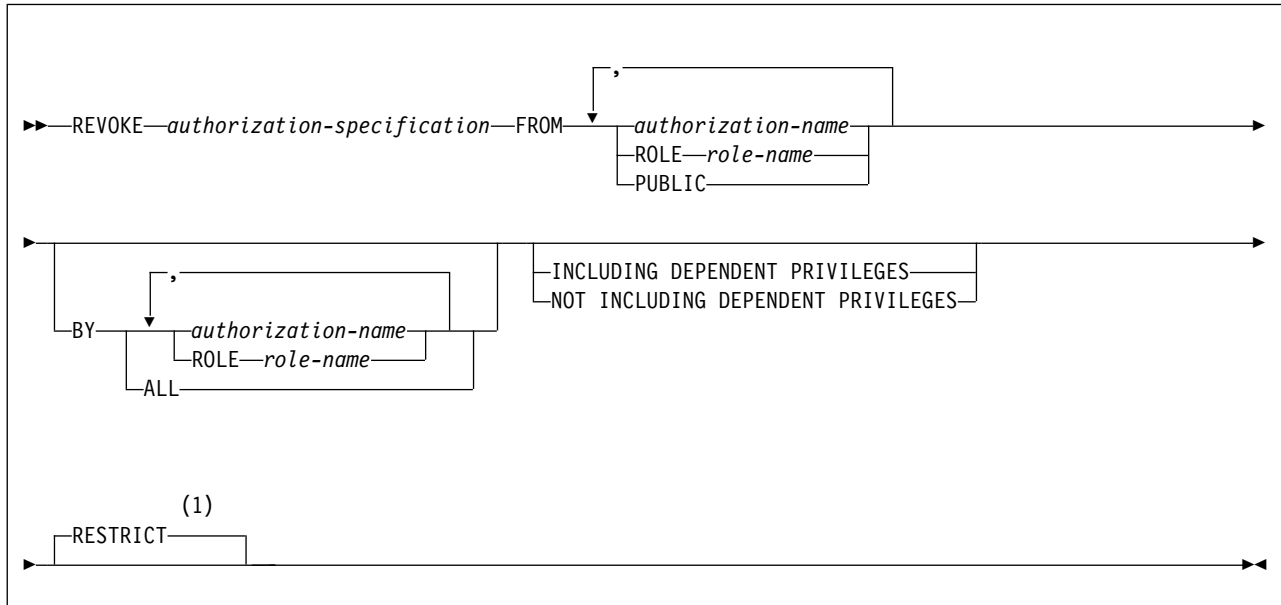 ,
REVOKE authorization-specification FROM authorization-name
ROLE role-name
PUBLIC
INCLUDING DEPENDENT PRIVILEGES
NOT INCLUDING DEPENDENT PRIVILEGES
,
BY authorization-name
ROLE role-name
ALL
(1)
RESTRICT